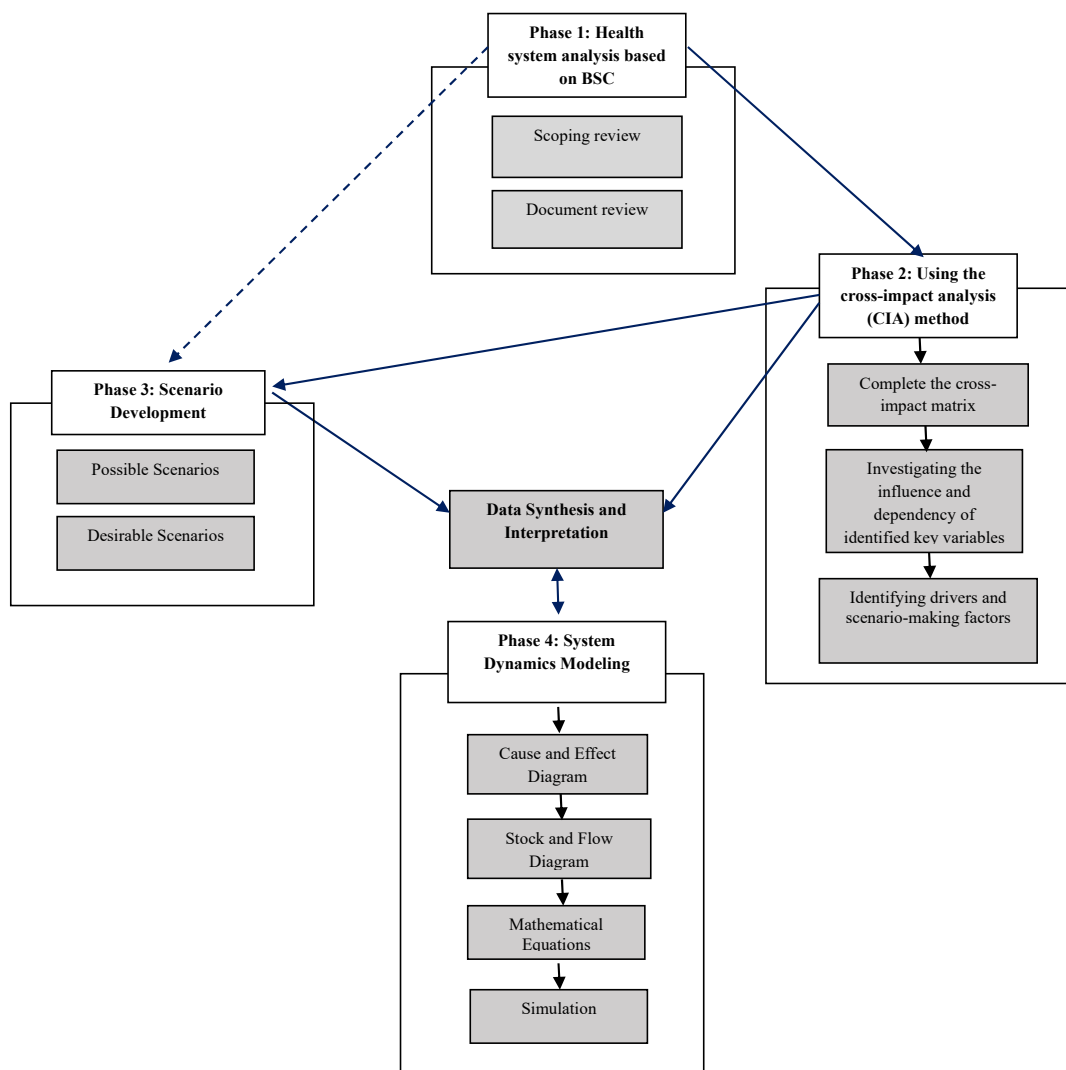 Phase 1: Health
system analysis based
on BSC
Scoping review
Document review
Phase 2: Using the
cross-impact analysis
(CIA) method
Complete the cross-
impact matrix
Investigating the
influence and
dependency of
identified key variables
Identifying drivers and
scenario-making factors
Phase 3: Scenario
Development
Possible Scenarios
Desirable Scenarios
Data Synthesis and
Interpretation
Phase 4: System
Dynamics Modeling
Cause and Effect
Diagram
Stock and Flow
Diagram
Mathematical
Equations
Simulation